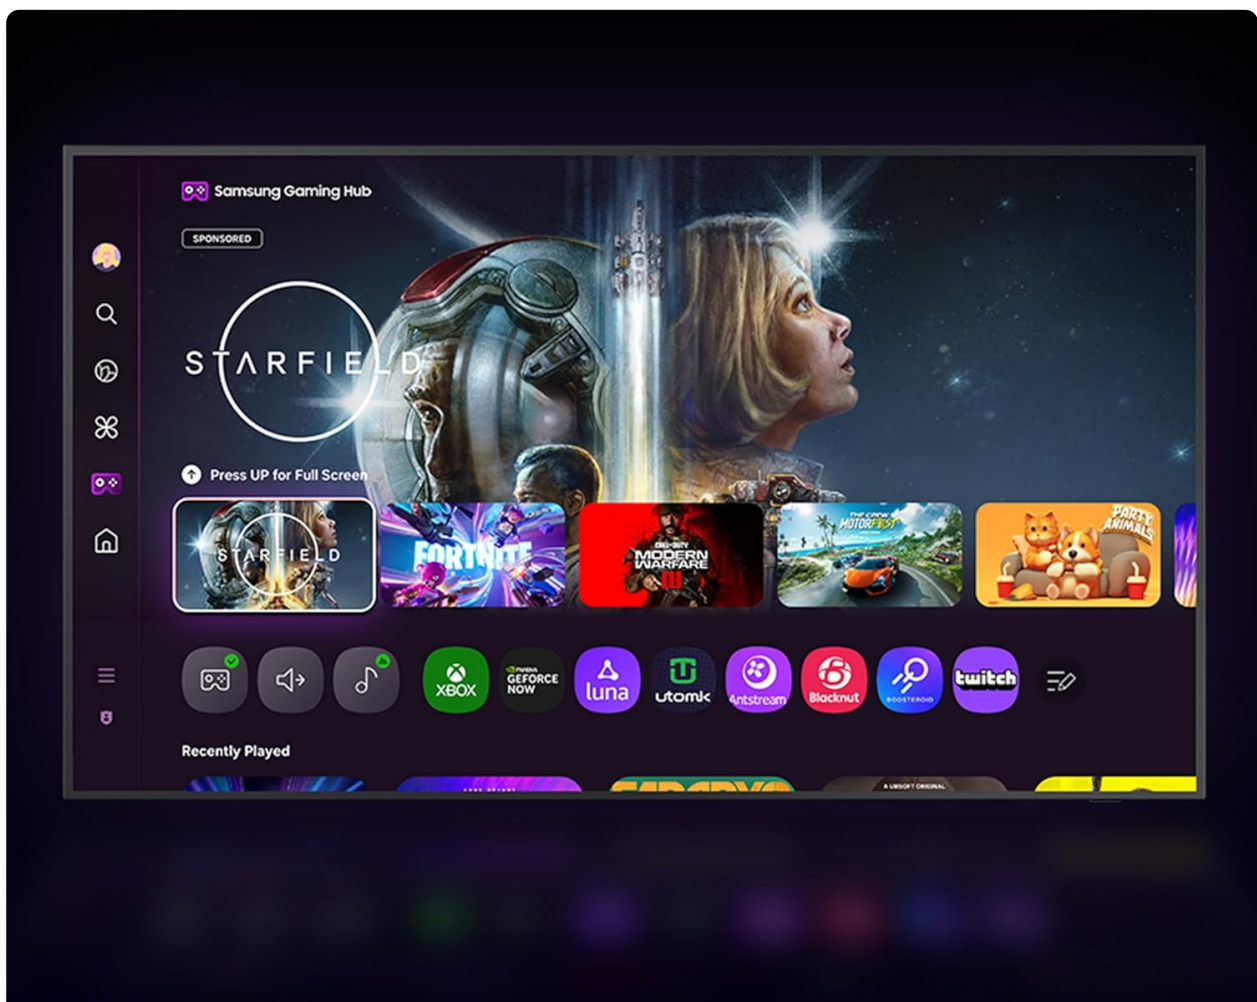 Samsung Gaming Hub
SPONSORED
STARFIELD
Press UP for Full Screen
STARFIELD
FORTNITE
CALL OF DUTY
MODERN
WARFARE
III
THE CREW
MOTORFEST
PARTY
ANIMALS
XBOX
NVIDIA
GEFORCE
NOW
luna
utomik
Antstream
Blacknut
BOOSTEROID
twitch
Recently Played
A UBISOFT ORIGINAL